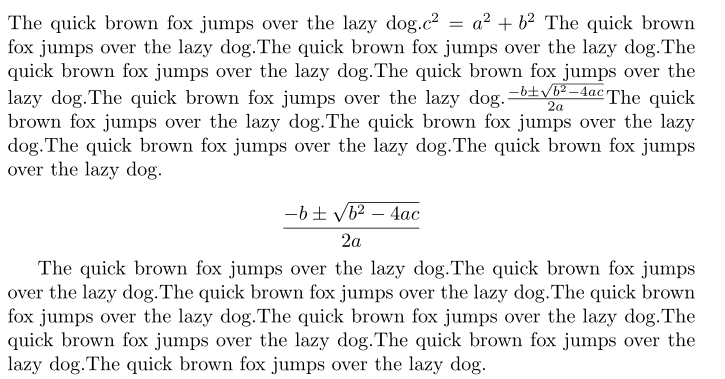 The quick brown fox jumps over the lazy dog.c² = a² + b² The quick brown
fox jumps over the lazy dog.The quick brown fox jumps over the lazy dog.The
quick brown fox jumps over the lazy dog.The quick brown fox jumps over the
lazy dog.The quick brown fox jumps over the lazy dog.\frac{-b±\sqrt{b²-4ac}}{2a}The quick
brown fox jumps over the lazy dog.The quick brown fox jumps over the lazy
dog.The quick brown fox jumps over the lazy dog.The quick brown fox jumps
over the lazy dog.
\frac{-b ± \sqrt{b² - 4ac}}{2a}
The quick brown fox jumps over the lazy dog.The quick brown fox jumps
over the lazy dog.The quick brown fox jumps over the lazy dog.The quick brown
fox jumps over the lazy dog.The quick brown fox jumps over the lazy dog.The
quick brown fox jumps over the lazy dog.The quick brown fox jumps over the
lazy dog.The quick brown fox jumps over the lazy dog.